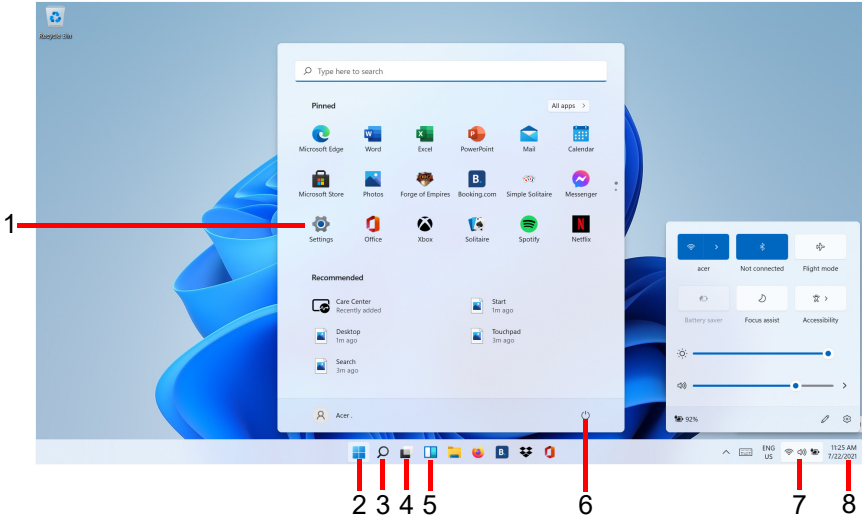 Recycle Bin
Type here to search
Pinned
All apps >
Microsoft Edge Word Excel PowerPoint Mail Calendar
Microsoft Store Photos Forge of Empires Booking.com Simple Solitaire Messenger
1
Settings Office Xbox Solitaire Spotify Netflix
Recommended
Care Center
Recently added
Start
1m ago
Desktop
1m ago
Touchpad
3m ago
Search
3m ago
Acer .
acer Not connected Flight mode
Battery saver Focus assist Accessibility
92%
ENG
US
11:25 AM
7/22/2021
2 3 4 5 6 7 8